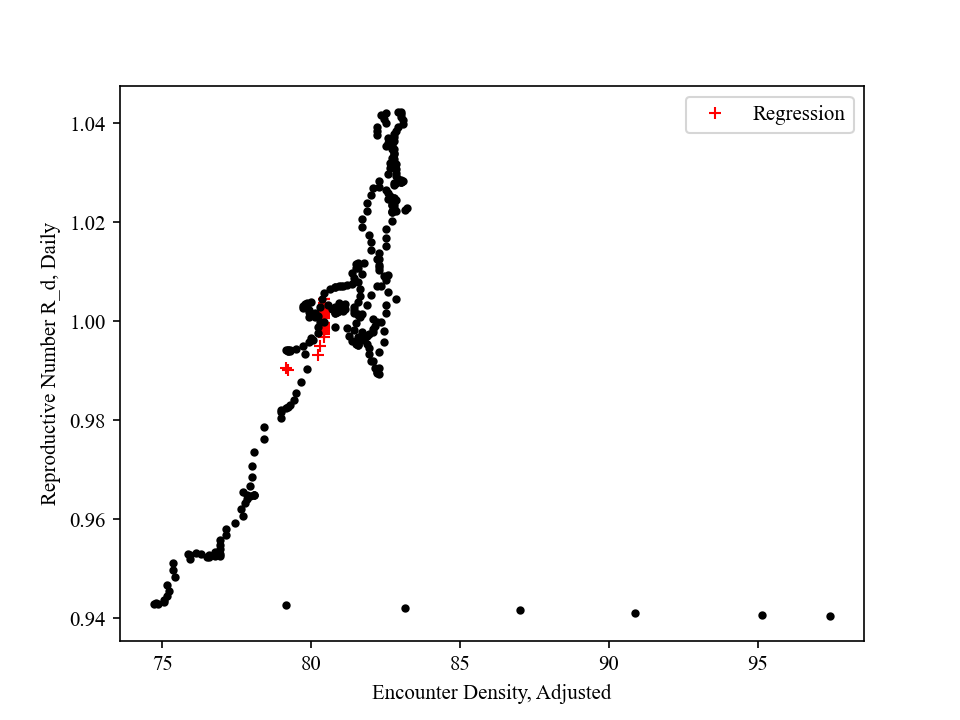 Regression
1.04
1.02
1.00
0.98
0.96
0.94
Reproductive Number R_d, Daily
75 80 85 90 95
Encounter Density, Adjusted